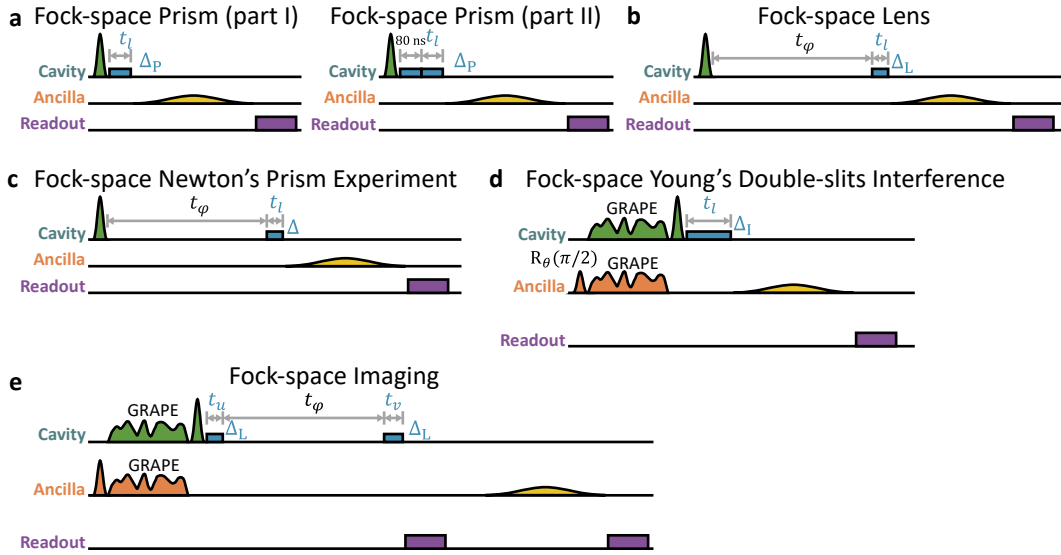 a Fock-space Prism (part I)
t_l
Δ_P
Cavity
Ancilla
Readout
Fock-space Prism (part II)
80 ns t_l
Δ_P
Cavity
Ancilla
Readout
b Fock-space Lens
t_φ t_l
Δ_L
Cavity
Ancilla
Readout
c Fock-space Newton's Prism Experiment
t_φ t_l
Δ
Cavity
Ancilla
Readout
d Fock-space Young's Double-slits Interference
GRAPE t_l
Δ_I
Cavity
R_θ(π/2) GRAPE
Ancilla
Readout
e Fock-space Imaging
GRAPE t_u t_φ t_v
Cavity Δ_L Δ_L
GRAPE
Ancilla
Readout